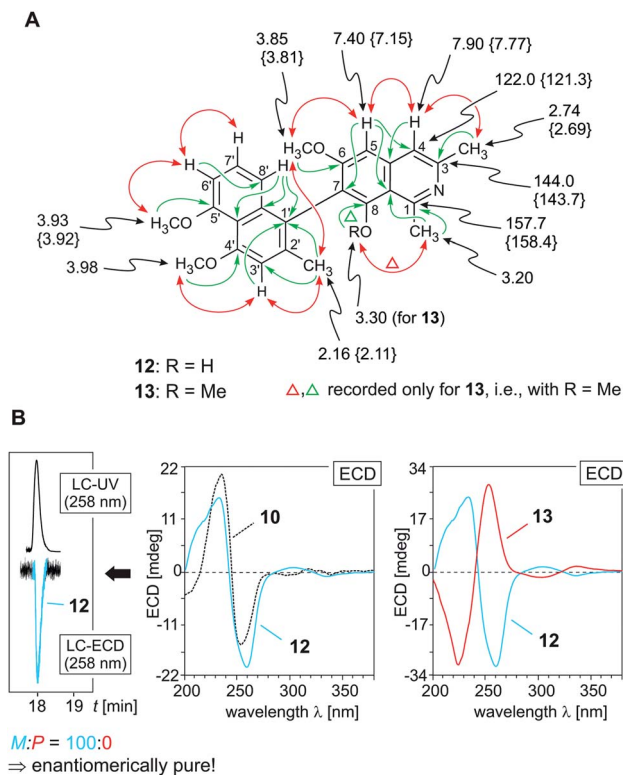 A
3.85
{3.81}
7.40 {7.15}
7.90 {7.77}
122.0 {121.3}
2.74
{2.69}
H
H
H
H
H
7'
8'
6'
H₃CO
6
5
4
3
CH₃
7
N
144.0
{143.7}
8
1
157.7
{158.4}
3.93
{3.92}
H₃CO
5'
1'
RO
CH₃
3.98
H₃CO
4'
3'
2'
CH₃
3.20
H
3.30 (for 13)
2.16 {2.11}
12: R = H
13: R = Me
△,△ recorded only for 13, i.e., with R = Me
B
LC-UV
(258 nm)
12
LC-ECD
(258 nm)
18 19 t [min]
M:P = 100:0
⇒ enantiomerically pure!
ECD
22
11
0
-11
-22
ECD [mdeg]
10
12
200 250 300 350
wavelength λ [nm]
ECD
34
17
0
-17
-34
ECD [mdeg]
13
12
200 250 300 350
wavelength λ [nm]